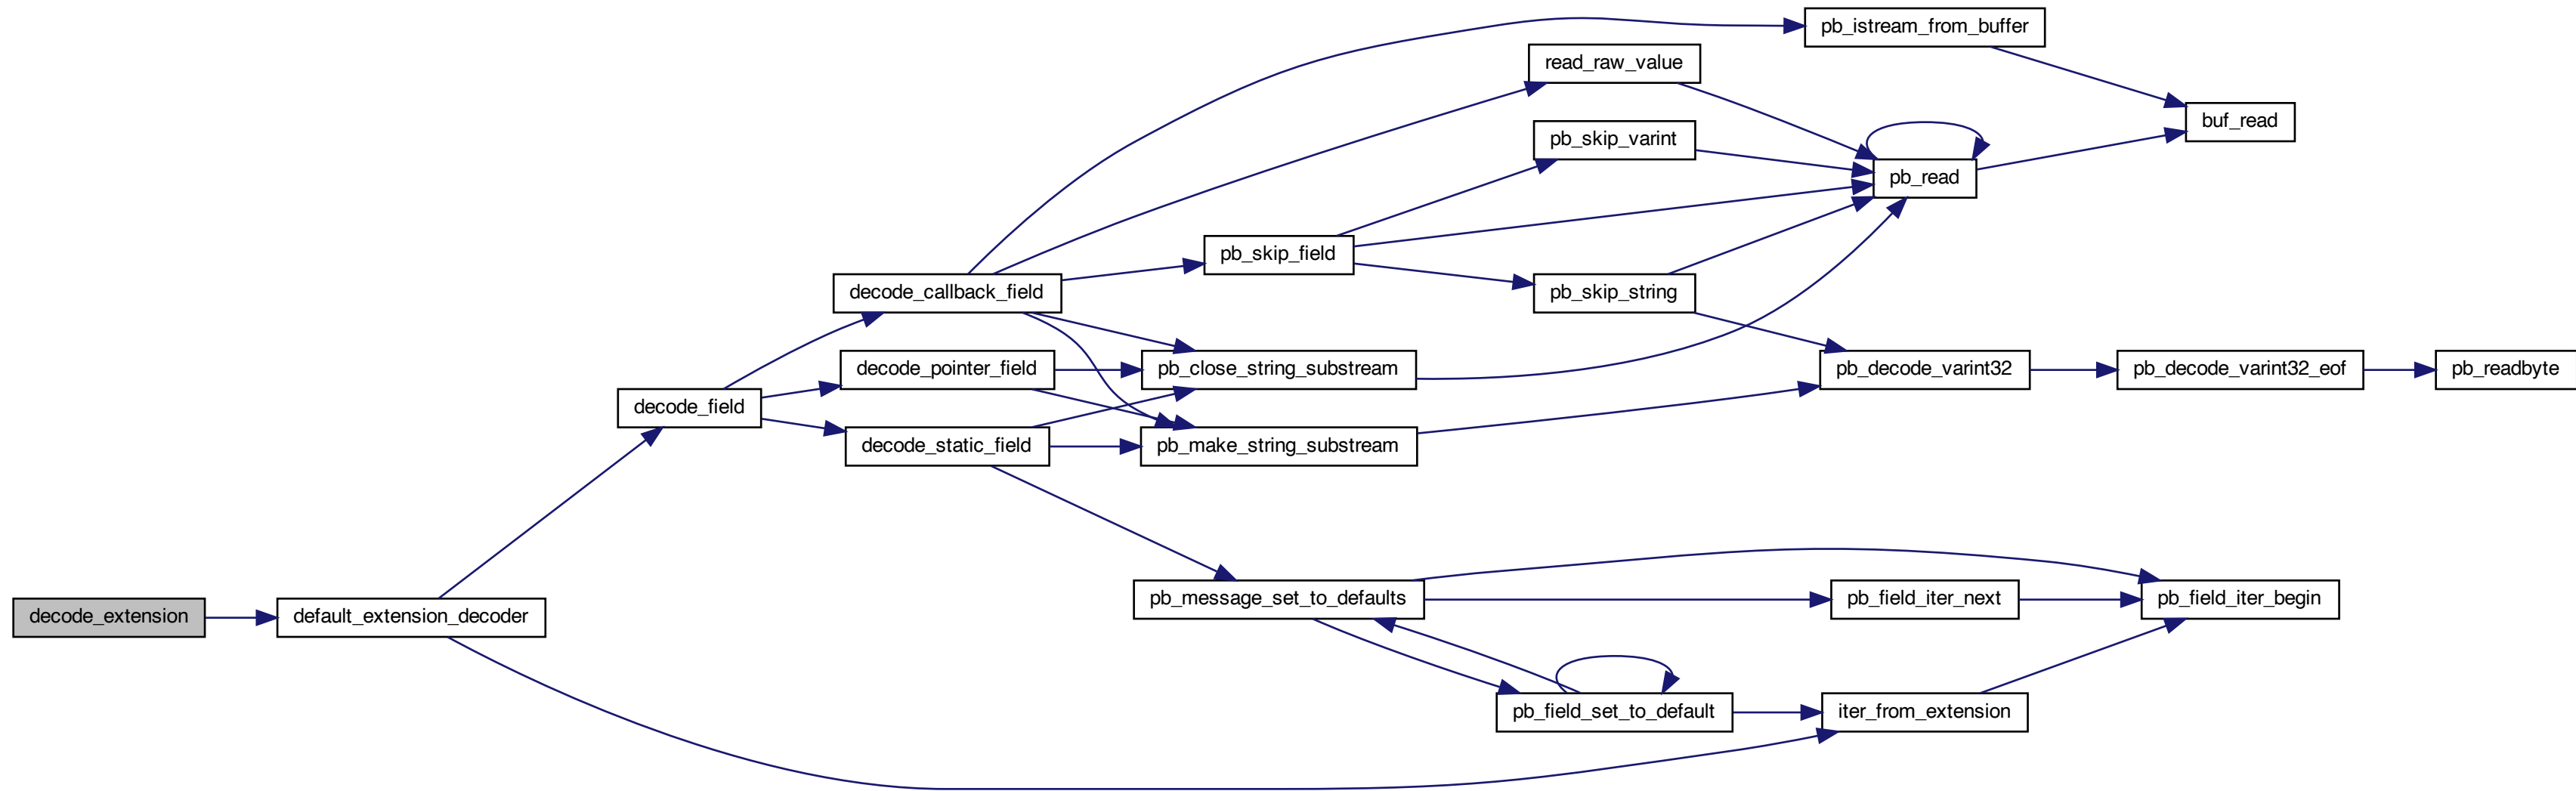 pb_istream_from_buffer
read_raw_value
buf_read
pb_skip_varint
pb_read
pb_skip_field
decode_callback_field
pb_skip_string
decode_pointer_field
pb_close_string_substream
pb_decode_varint32
pb_decode_varint32_eof
pb_readbyte
decode_field
decode_static_field
pb_make_string_substream
pb_message_set_to_defaults
pb_field_iter_next
pb_field_iter_begin
decode_extension
default_extension_decoder
pb_field_set_to_default
iter_from_extension